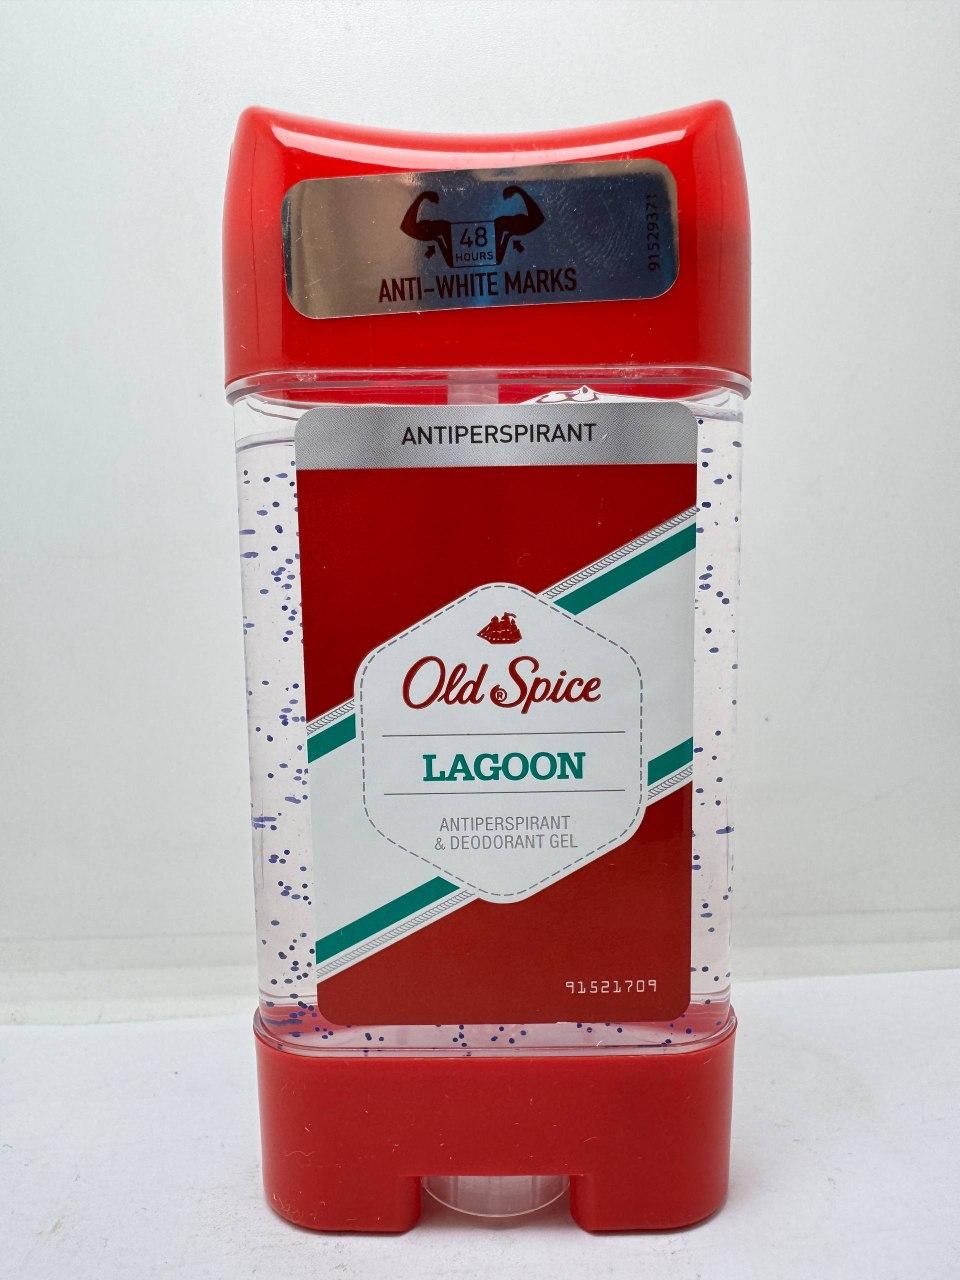 48
HOURS
ANTI-WHITE MARKS
91529371
ANTIPERSPIRANT
Old Spice
®
LAGOON
ANTIPERSPIRANT
& DEODORANT GEL
91521709